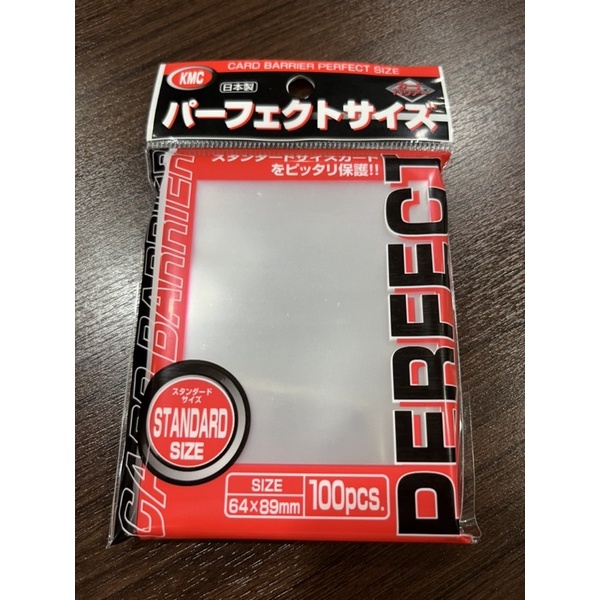 CARD BARRIER PERFECT SIZE
KMC
日本製
パーフェクトサイズ
スタンダードサイズカード
をピッタリ保護!!
CARD BARRIER
PERFECT
スタンダード
サイズ
STANDARD
SIZE
SIZE
64×89mm
100pcs.